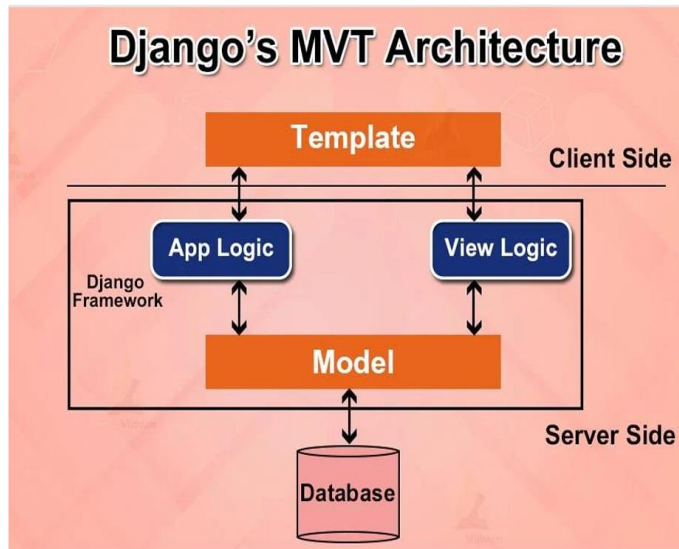 Django's MVT Architecture
Template
Client Side
App Logic
View Logic
Django
Framework
Model
Server Side
Database